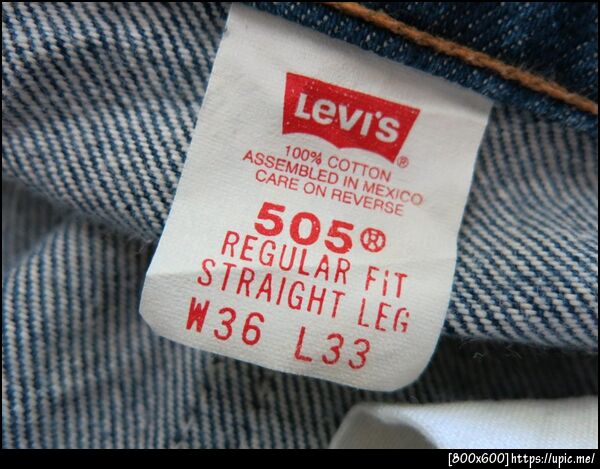 Levi's
®
100% COTTON
ASSEMBLED IN MEXICO
CARE ON REVERSE
505®
REGULAR FiT
STRAIGHT LEG
W36 L33
[800x600]https://upic.me/